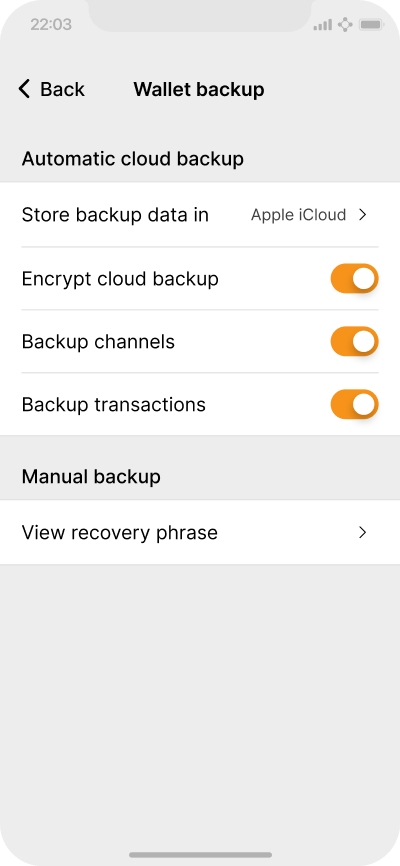 22:03
Back Wallet backup
Automatic cloud backup
Store backup data in Apple iCloud
Encrypt cloud backup
Backup channels
Backup transactions
Manual backup
View recovery phrase